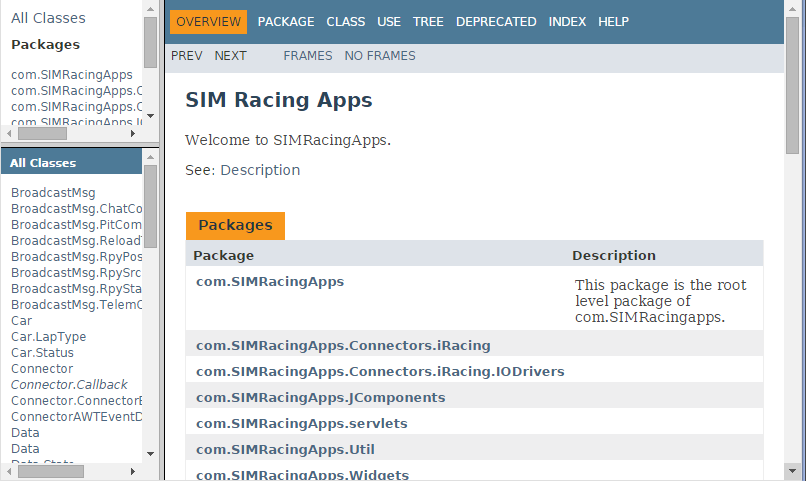 All Classes
Packages
com.SIMRacingApps
com.SIMRacingApps.C
com.SIMRacingApps.C
com.SIMRacingApps.I
All Classes
BroadcastMsg
BroadcastMsg.ChatCo
BroadcastMsg.PitCom
BroadcastMsg.Reload
BroadcastMsg.RpyPos
BroadcastMsg.RpySrc
BroadcastMsg.RpySta
BroadcastMsg.TelemC
Car
Car.LapType
Car.Status
Connector
Connector.Callback
Connector.ConnectorE
ConnectorAWTEventD
Data
Data
Data.State
OVERVIEW PACKAGE CLASS USE TREE DEPRECATED INDEX HELP
PREV NEXT FRAMES NO FRAMES
SIM Racing Apps
Welcome to SIMRacingApps.
See: Description
Packages
Package Description
com.SIMRacingApps This package is the root
level package of
com.SIMRacingapps.
com.SIMRacingApps.Connectors.iRacing
com.SIMRacingApps.Connectors.iRacing.IODrivers
com.SIMRacingApps.JComponents
com.SIMRacingApps.servlets
com.SIMRacingApps.Util
com.SIMRacingApps.Widgets